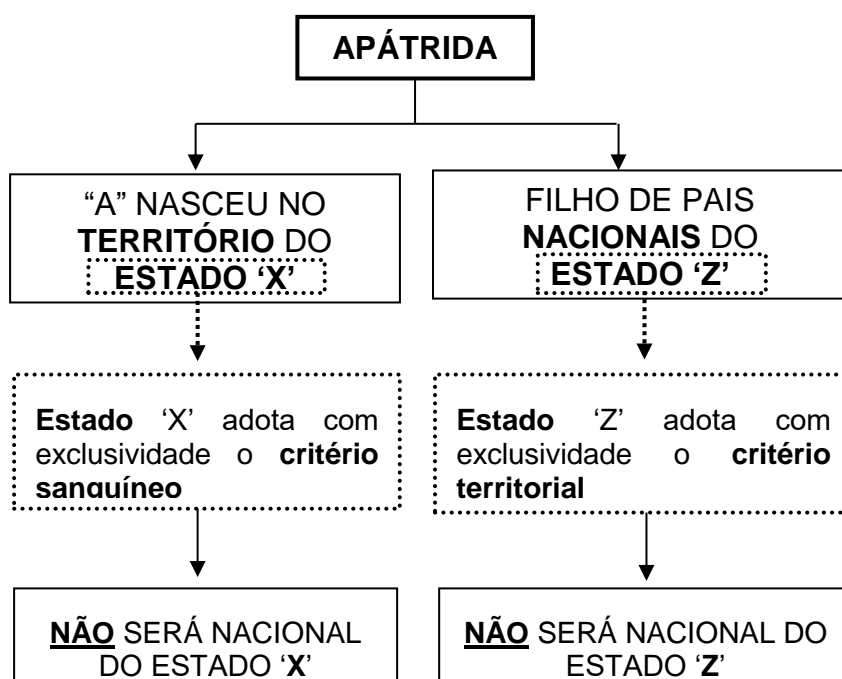 APÁTRIDA
“A” NASCEU NO
TERRITÓRIO DO
ESTADO ‘X’
FILHO DE PAIS
NACIONAIS DO
ESTADO ‘Z’
Estado ‘X’ adota com
exclusividade o critério
sanguíneo
Estado ‘Z’ adota com
exclusividade o critério
territorial
NÃO SERÁ NACIONAL
DO ESTADO ‘X’
NÃO SERÁ NACIONAL DO
ESTADO ‘Z’